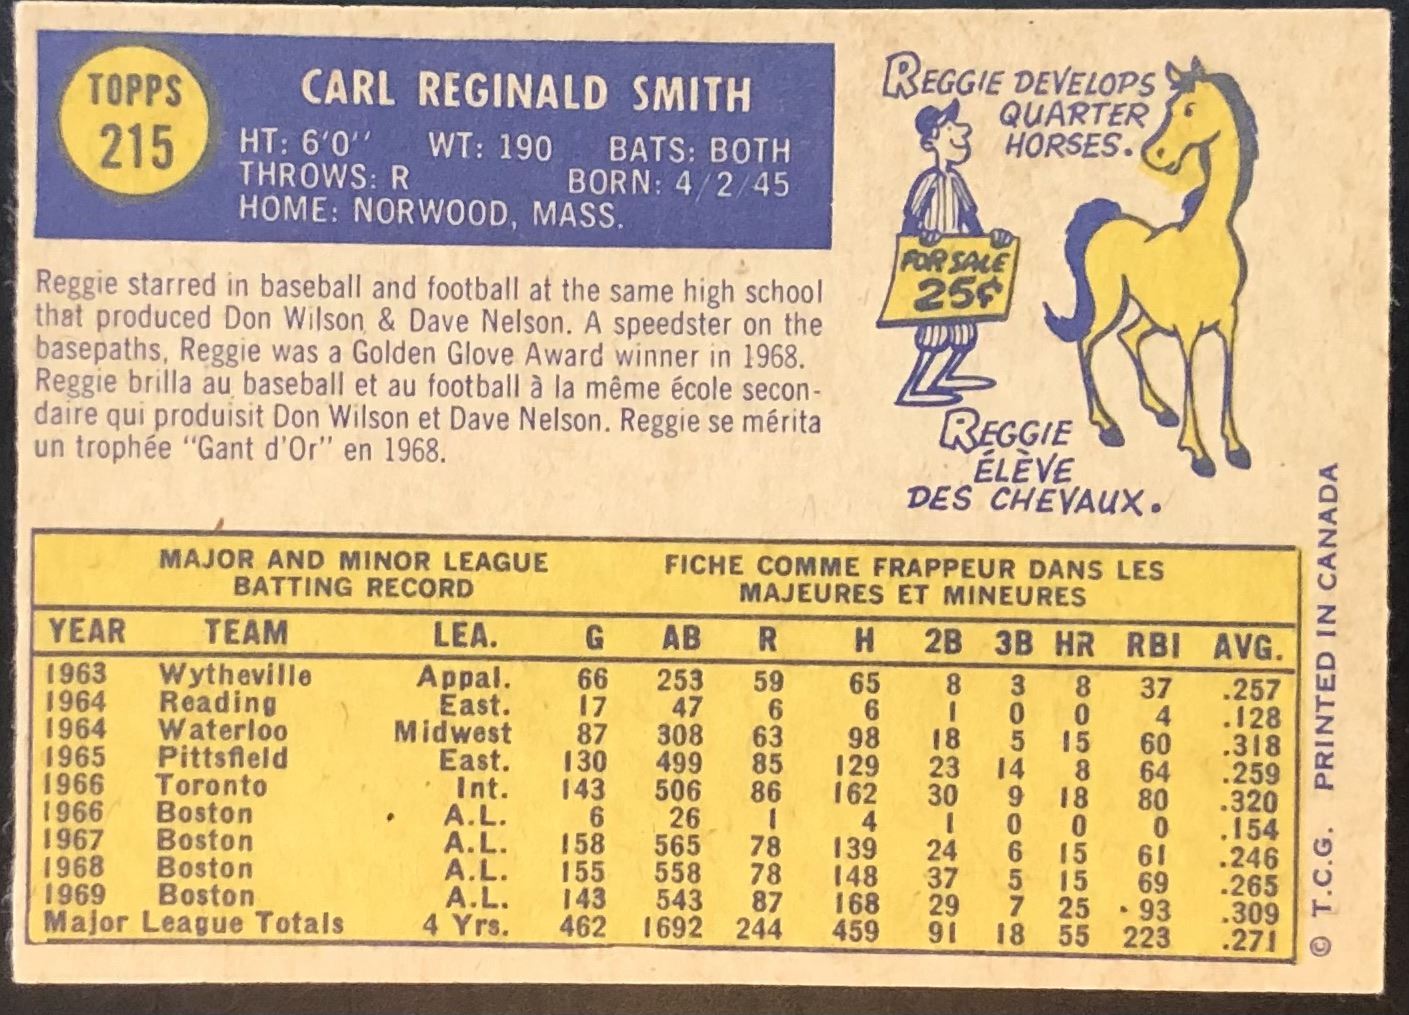 TOPPS
215
CARL REGINALD SMITH
HT: 6'0'' WT: 190 BATS: BOTH
THROWS: R BORN: 4/2/45
HOME: NORWOOD, MASS.
Reggie starred in baseball and football at the same high school
that produced Don Wilson & Dave Nelson. A speedster on the
basepaths, Reggie was a Golden Glove Award winner in 1968.
Reggie brilla au baseball et au football à la même école secon-
daire qui produisit Don Wilson et Dave Nelson. Reggie se mérita
un trophée "Gant d'Or" en 1968.
REGGIE DEVELOPS
QUARTER
HORSES.
FOR SALE
25¢
REGGIE
ÉLÈVE
DES CHEVAUX.
MAJOR AND MINOR LEAGUE
BATTING RECORD
FICHE COMME FRAPPEUR DANS LES
MAJEURES ET MINEURES
YEAR TEAM LEA. G AB R H 2B 3B HR RBI AVG.
1963 Wytheville Appal. 66 253 59 65 8 3 8 37 .257
1964 Reading East. 17 47 6 6 1 0 0 4 .128
1964 Waterloo Midwest 87 308 63 98 18 5 15 60 .318
1965 Pittsfield East. 130 499 85 129 23 14 8 64 .259
1966 Toronto Int. 143 506 86 162 30 9 18 80 .320
1966 Boston A.L. 6 26 1 4 1 0 0 0 .154
1967 Boston A.L. 158 565 78 139 24 6 15 61 .246
1968 Boston A.L. 155 558 78 148 37 5 15 69 .265
1969 Boston A.L. 143 543 87 168 29 7 25 93 .309
Major League Totals 4 Yrs. 462 1692 244 459 91 18 55 223 .271
© T.C.G. PRINTED IN CANADA